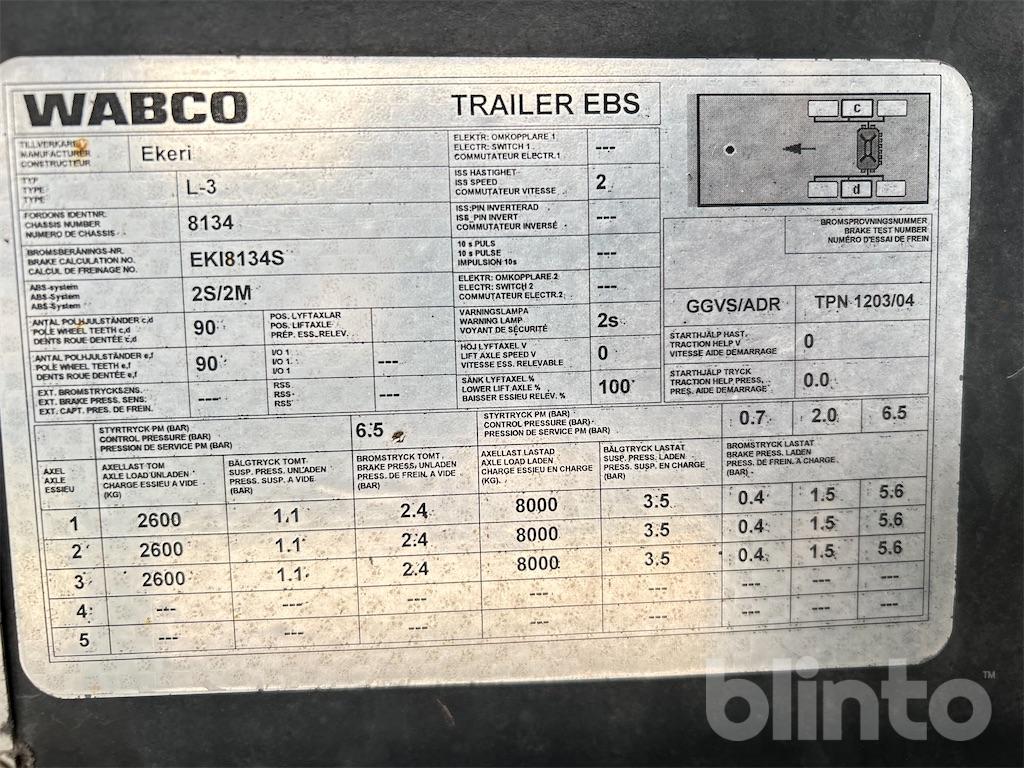 WABCO
TRAILER EBS
TILLVERKARE
MANUFACTURER
CONSTRUCTEUR
Ekeri
ELEKTR: OMKOPPLARE 1
ELECTR: SWITCH 1
COMMUTATEUR ELECTR.1
---
TYP
TYPE
TYPE
L-3
ISS HASTIGHET
ISS SPEED
COMMUTATEUR VITESSE
2
FORDONS IDENTNR.
CHASSIS NUMBER
NUMERO DE CHASSIS
8134
ISS:PIN INVERTERAD
ISS_PIN INVERT
COMMUTATEUR INVERSÉ
---
BROMSBERÄNINGS-NR.
BRAKE CALCULATION NO.
CALCUL DE FREINAGE NO.
EKI8134S
10 s PULS
10 s PULSE
IMPULSION 10s
---
ABS-system
ABS-System
ABS-System
2S/2M
ELEKTR: OMKOPPLARE 2
ELECTR: SWITCH 2
COMMUTATEUR ELECTR.2
---
ANTAL POLHJULSTÄNDER c,d
POLE WHEEL TEETH c,d
DENTS ROUE DENTÉE c,d
90
POS. LYFTAXLAR
POS. LIFTAXLE
PRÉP. ESS.RELEV.
VARNINGSLAMPA
WARNING LAMP
VOYANT DE SÉCURITÉ
2s
ANTAL POLHJULSTÄNDER e,f
POLE WHEEL TEETH e,f
DENTS ROUE DENTÉE e,f
90
I/O 1
I/O 1
I/O 1
---
HÖJ LYFTAXEL V
LIFT AXLE SPEED V
VITESSE ESS. RELEVABLE
0
EXT. BROMSTRYCKSENS.
EXT. BRAKE PRESS. SENS.
EXT. CAPT. PRES. DE FREIN.
---
RSS
RSS
RSS
---
SÄNK LYFTAXEL %
LOWER LIFT AXLE %
BAISSER ESSIEU RELEV. %
100
c
d
BROMSPROVNINGSNUMMER
BRAKE TEST NUMBER
NUMÉRO D'ESSAI DE FREIN
GGVS/ADR
TPN 1203/04
STARTHJÄLP HAST.
TRACTION HELP V
VITESSE AIDE DEMARRAGE
0
STARTHJÄLP TRYCK
TRACTION HELP PRESS,
PRES. AIDE DEMARRAGE
0.0
STYRTRYCK PM (BAR)
CONTROL PRESSURE (BAR)
PRESSION DE SERVICE PM (BAR)
6.5
STYRTRYCK PM (BAR)
CONTROL PRESSURE (BAR)
PRESSION DE SERVICE PM (BAR)
0.7 2.0 6.5
AXEL
AXLE
ESSIEU
AXELLAST TOM
AXLE LOAD UNLADEN
CHARGE ESSIEU A VIDE
(KG)
BÄLGTRYCK TOMT
SUSP. PRESS. UNLADEN
PRESS. SUSP. A VIDE
(BAR)
BROMSTRYCK TOMT
BRAKE PRESS, UNLADEN
PRESS. DE FREIN. A VIDE
(BAR)
AXELLAST LASTAD
AXLE LOAD LADEN
CHARGE ESSIEU EN CHARGE
(KG).
BÄLGTRYCK LASTAT
SUSP. PRESS, LADEN
PRESS. SUSP. EN CHARGE
(BAR)
BROMSTRYCK LASTAT
BRAKE PRESS. LADEN
PRESS. DE FREIN. À CHARGE
(BAR)
1 2600 1.1 2.4 8000 3.5 0.4 1.5 5.6
2 2600 1.1 2.4 8000 3.5 0.4 1.5 5.6
3 2600 1.1 2.4 8000 3.5 0.4 1.5 5.6
4 --- --- --- --- --- --- --- ---
5 --- --- --- --- --- --- --- ---
blinto™